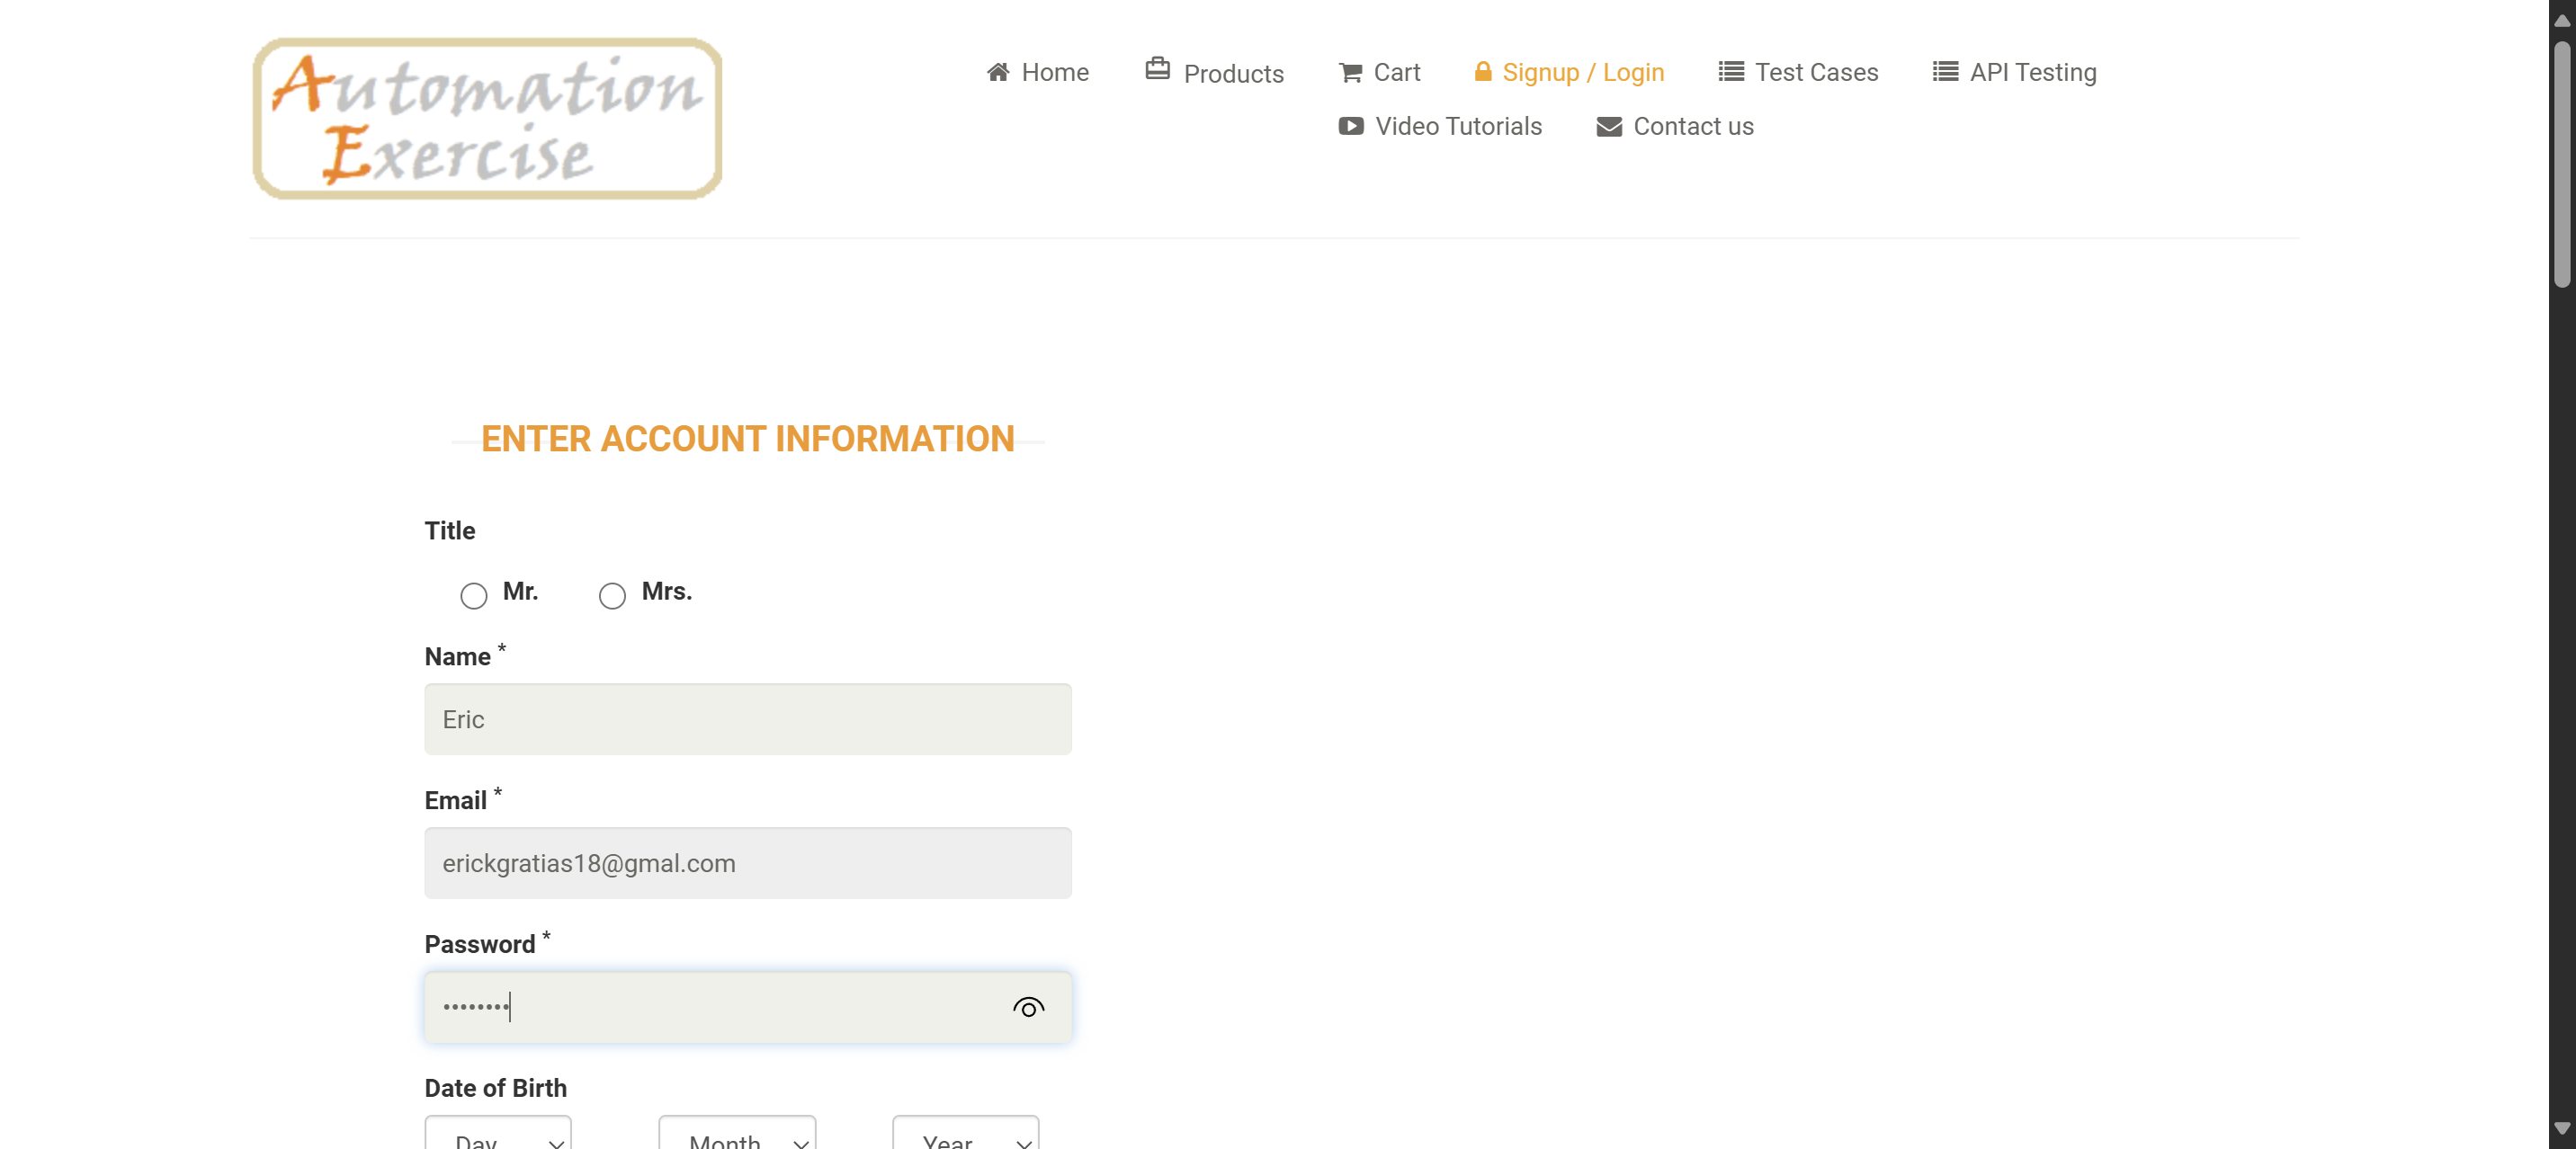 Automation
Exercise
Home Products Cart Signup / Login Test Cases API Testing
Video Tutorials Contact us
ENTER ACCOUNT INFORMATION
Title
Mr. Mrs.
Name *
Eric
Email *
erickgratias18@gmal.com
Password *
••••••••
Date of Birth
Day Month Year